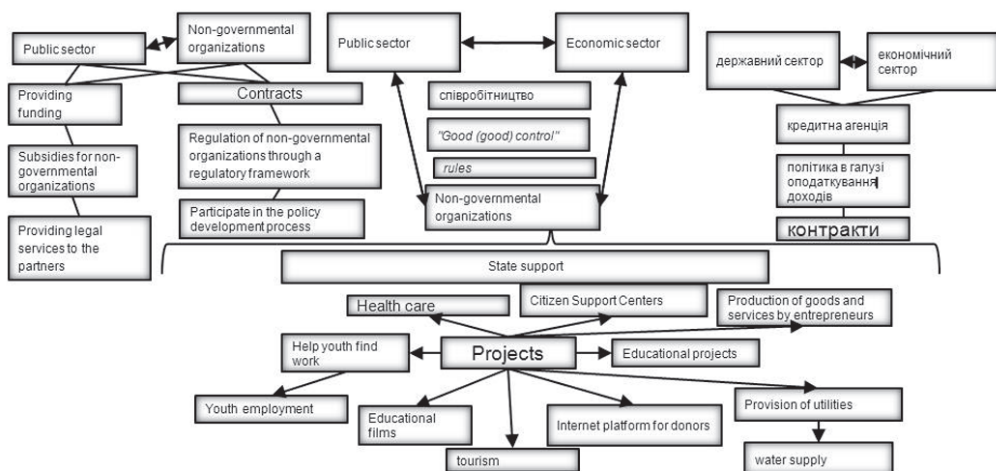 Public sector
Non-governmental
organizations
Providing
funding
Contracts
Subsidies for non-
governmental
organizations
Regulation of non-governmental
organizations through a
regulatory framework
Providing legal
services to the
partners
Participate in the policy
development process
Public sector
Economic sector
співробітництво
"Good (good) control"
rules
Non-governmental
organizations
державний сектор
економічний
сектор
кредитна агенція
політика в гапузі
оподаткування
доходів
контракти
State support
Health care
Citizen Support Centers
Production of goods and
services by entrepreneurs
Help youth find
work
Projects
Educational projects
Youth employment
Educational
films
Internet platform for donors
Provision of utilities
tourism
water supply